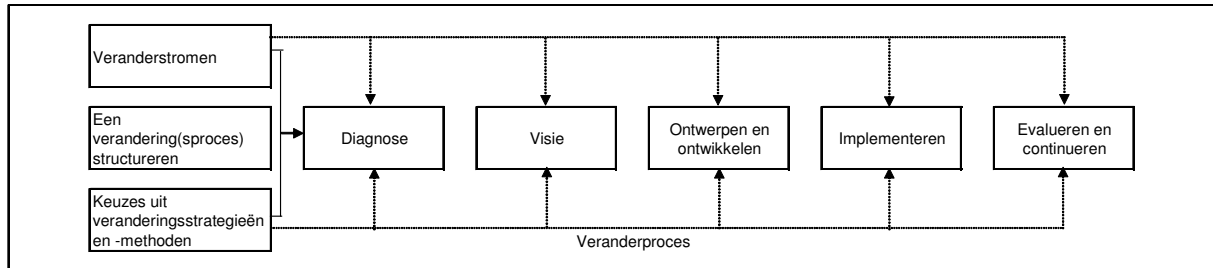 Veranderstromen
Een
verandering(sproces)
structureren
Keuzes uit
veranderingsstrategieën
en -methoden
Diagnose
Visie
Ontwerpen en
ontwikkelen
Implementeren
Evalueren en
continueren
Veranderproces